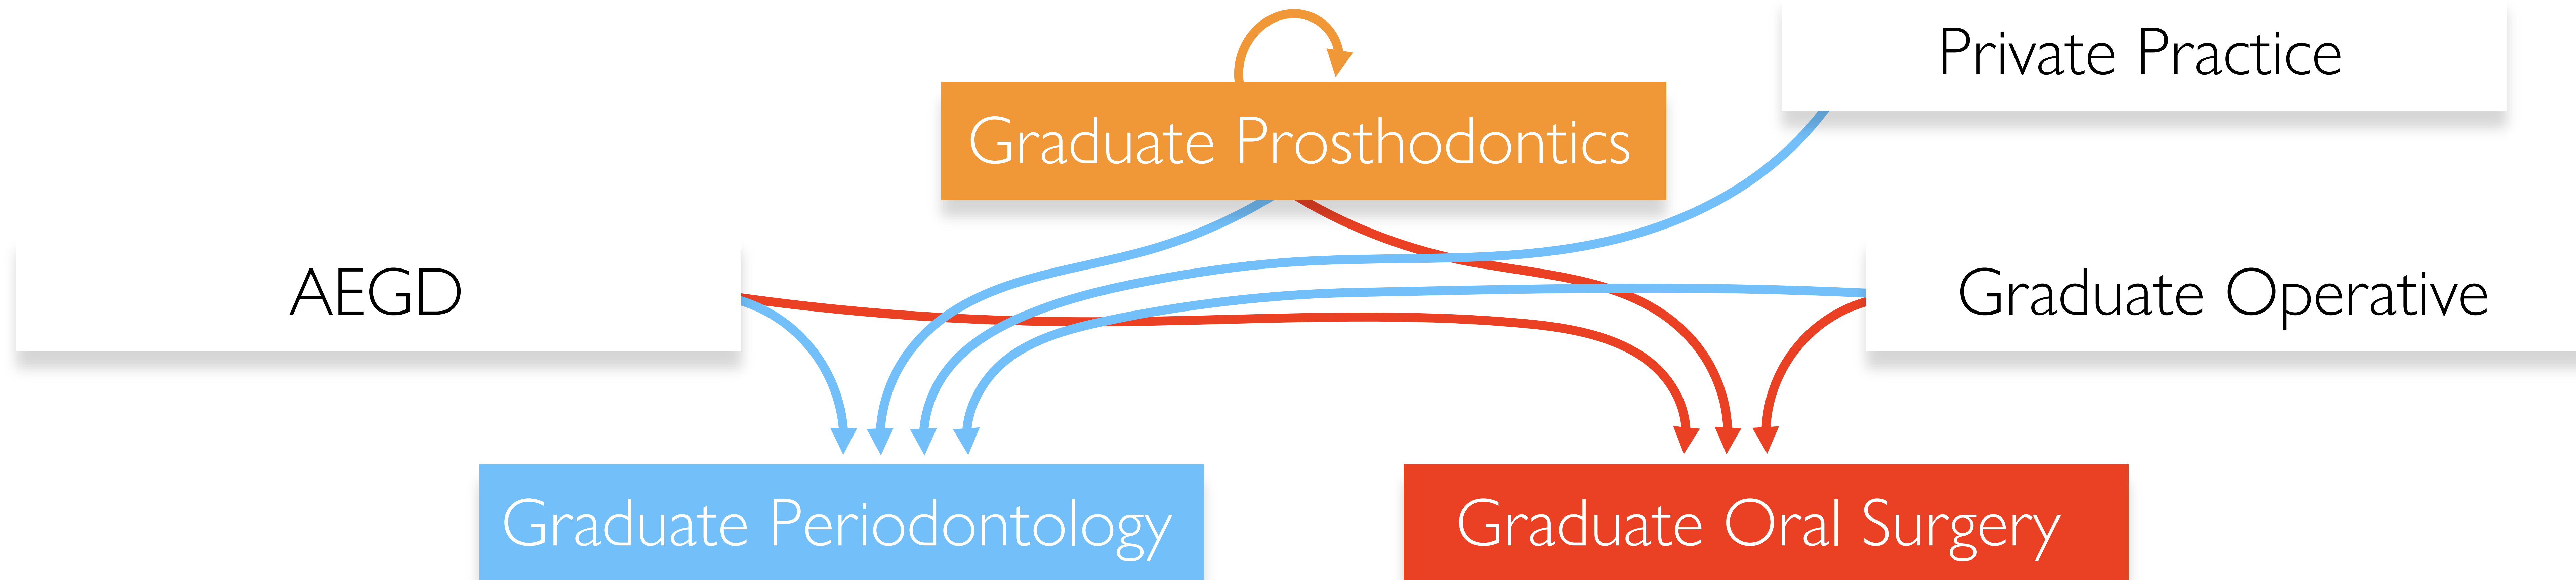 Private Practice
Graduate Prosthodontics
AEGD
Graduate Operative
Graduate Periodontology
Graduate Oral Surgery